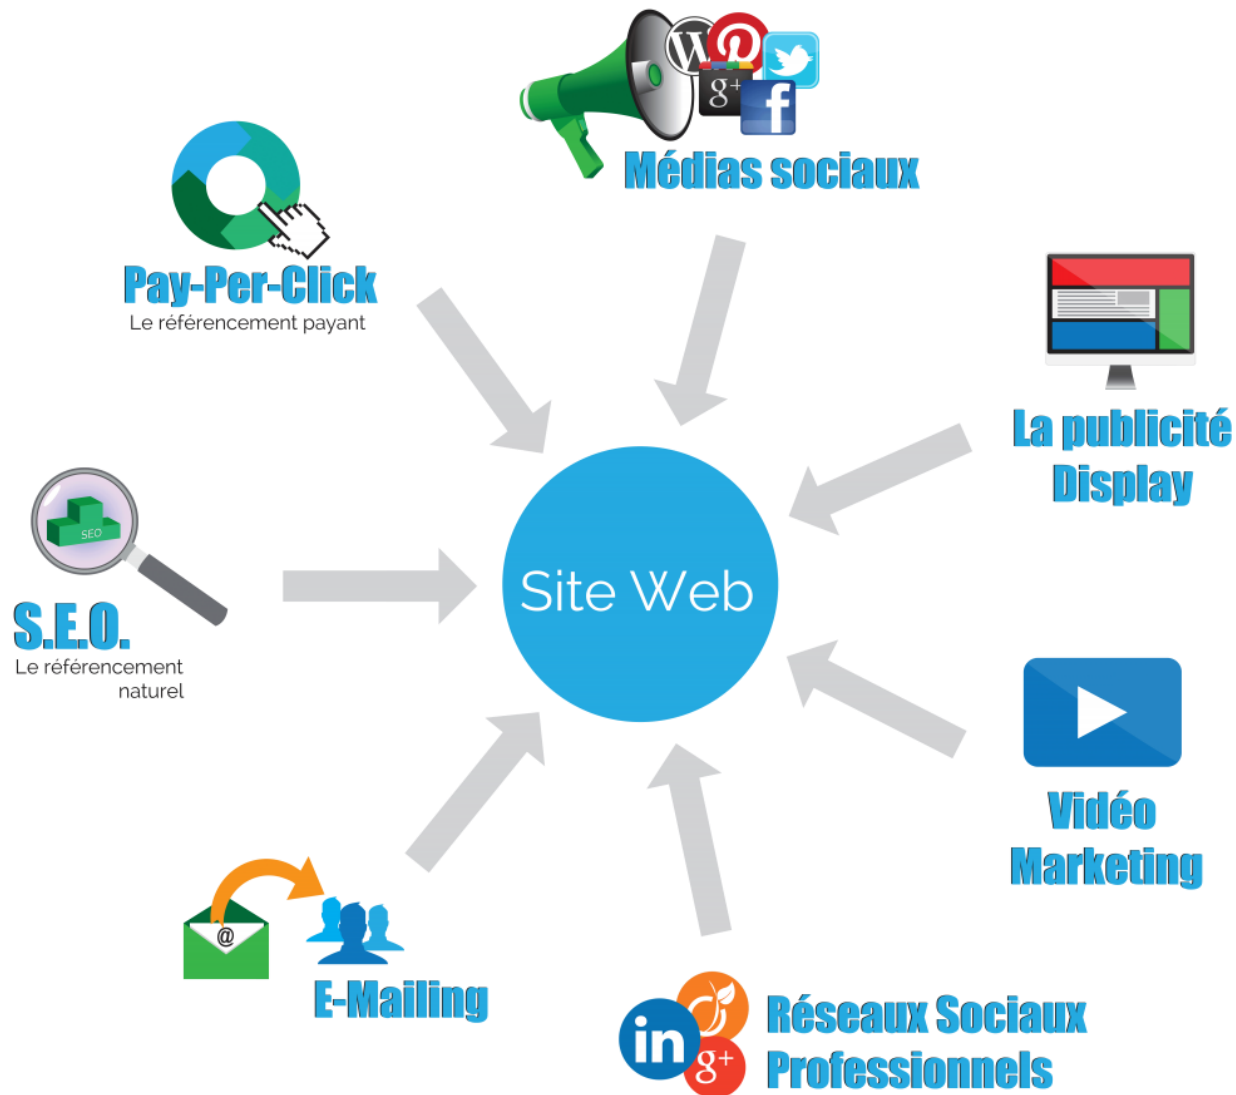 g+
f
Médias sociaux
Pay-Per-Click
Le référencement payant
La publicité
Display
SEO
S.E.O.
Le référencement
naturel
Site Web
Vidéo
Marketing
@
E-Mailing
in
g+
Réseaux Sociaux
Professionnels